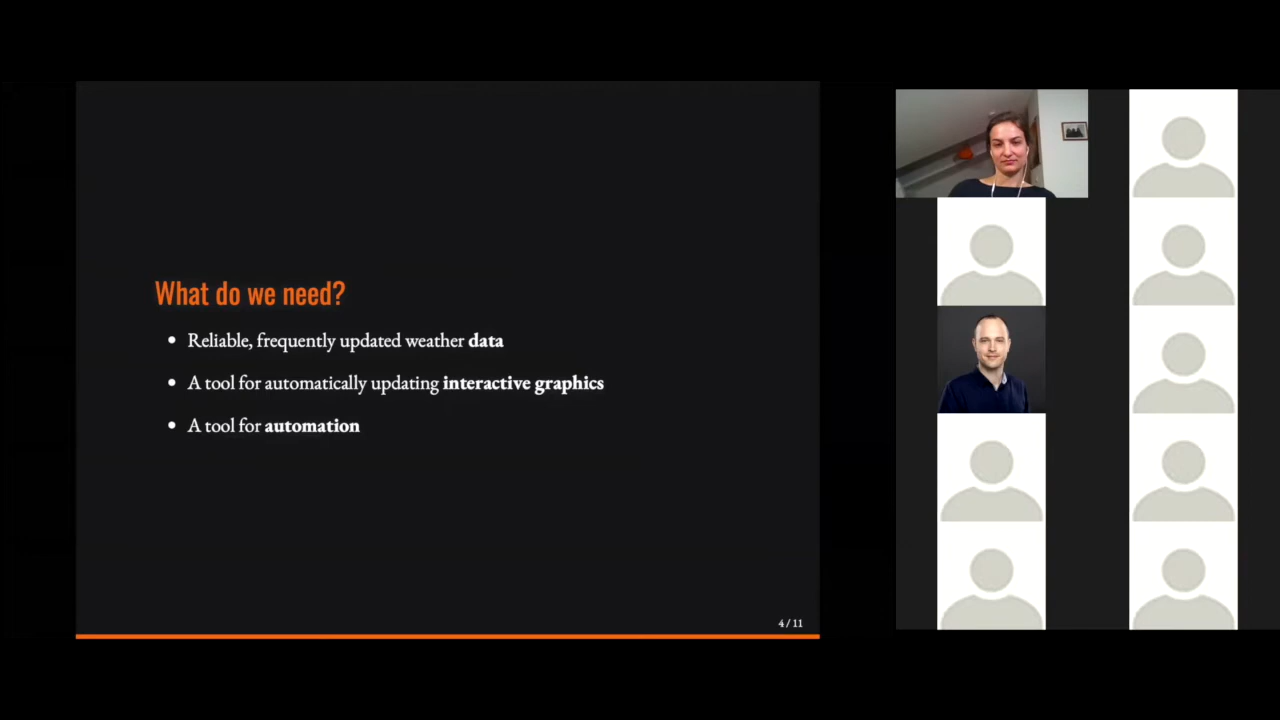 What do we need?
• Reliable, frequently updated weather data
• A tool for automatically updating interactive graphics
• A tool for automation
4 / 11